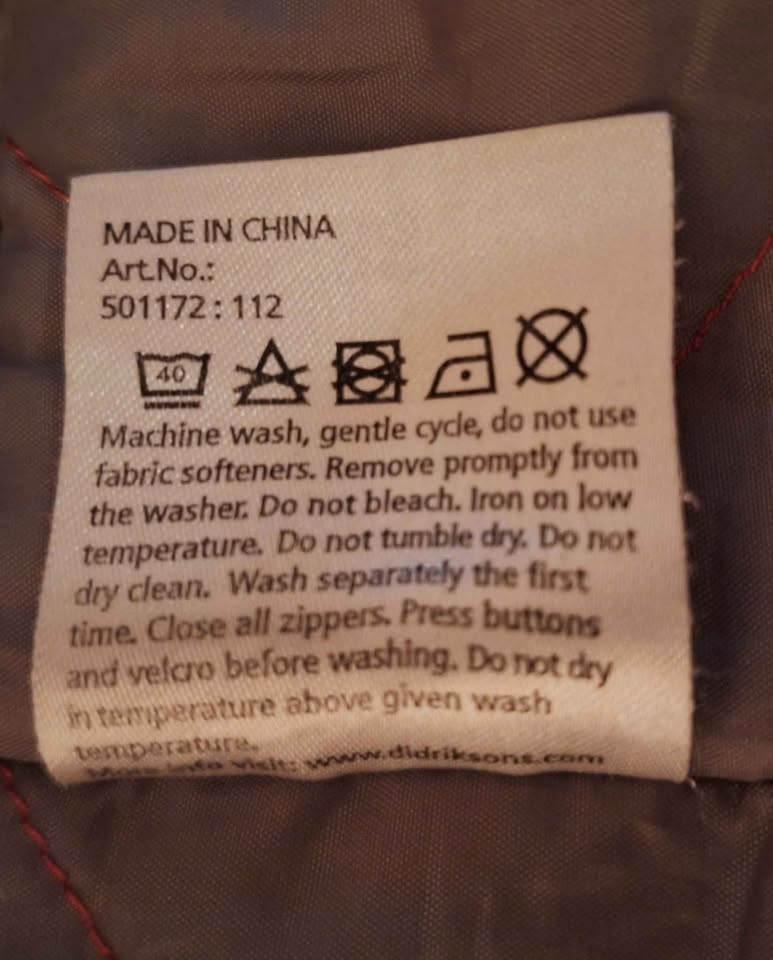 MADE IN CHINA
Art.No.:
501172 : 112
40
Machine wash, gentle cycle, do not use
fabric softeners. Remove promptly from
the washer. Do not bleach. Iron on low
temperature. Do not tumble dry. Do not
dry clean. Wash separately the first
time. Close all zippers. Press buttons
and velcro before washing. Do not dry
in temperature above given wash
temperature.
More info visit: www.didriksons.com